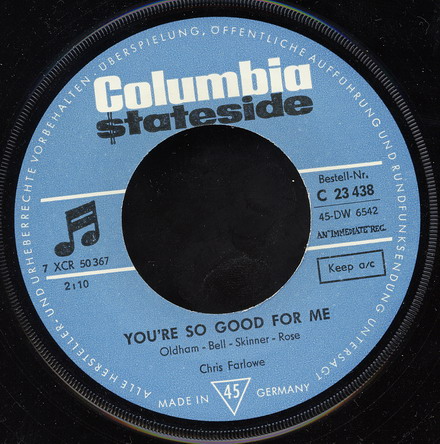 ALLE HERSTELLER- UND URHEBERRECHTE VORBEHALTEN · ÜBERSPIELUNG, ÖFFENTLICHE AUFFÜHRUNG UND RUNDFUNKSENDUNG UNTERSAGT
Columbia
$tateside
Bestell-Nr.
C 23 438
45-DW 6542
AN IMMEDIATE REC.
7 XCR 50 367
Keep a/c
2:10
YOU'RE SO GOOD FOR ME
Oldham - Bell - Skinner - Rose
Chris Farlowe
MADE IN 45 GERMANY